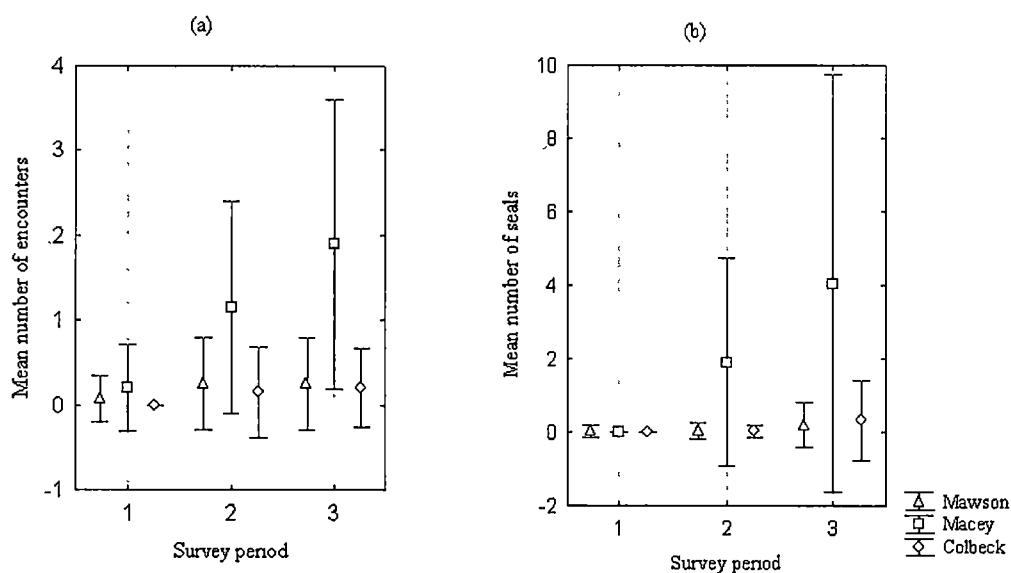 (a)
Mean number of encounters
4
3
2
1
0
-1
1 2 3
Survey period
(b)
Mean number of seals
10
8
6
4
2
0
-2
1 2 3
Survey period
Mawson
Macey
Colbeck